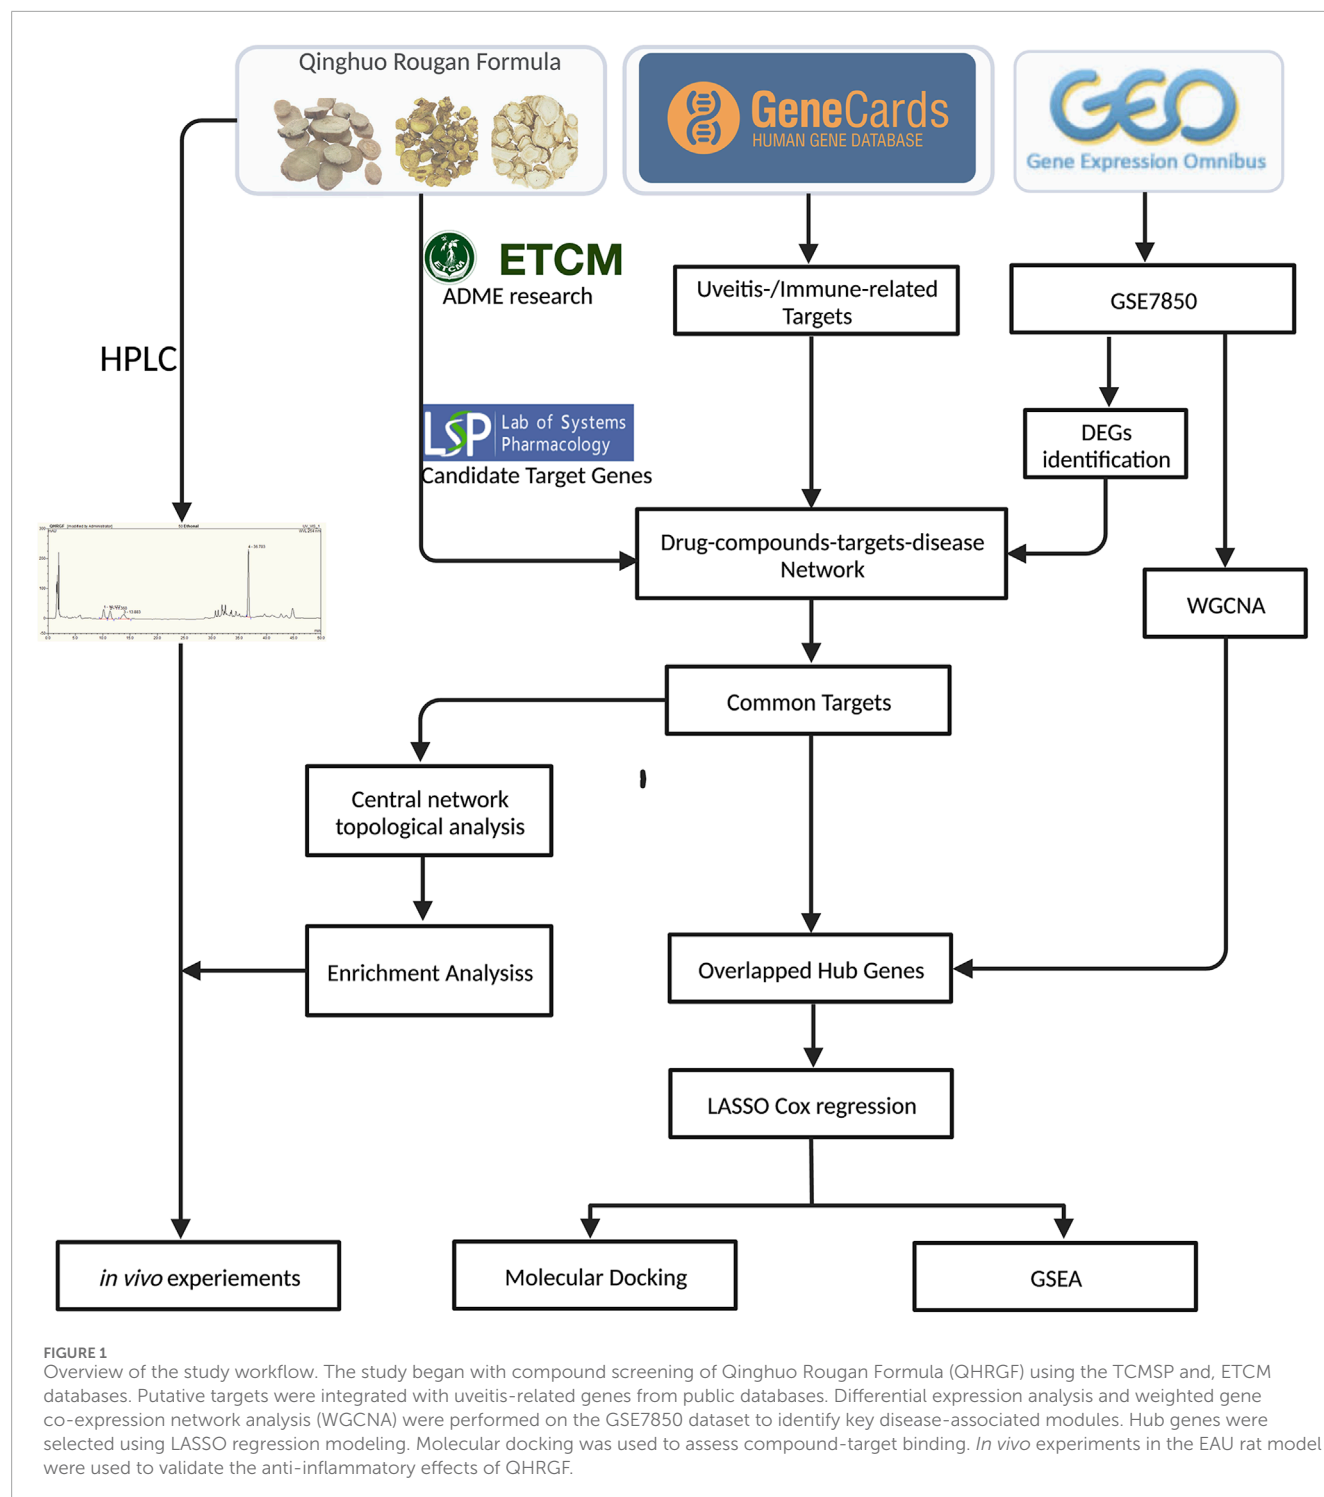 Qinghuo Rougan Formula
GeneCards
HUMAN GENE DATABASE
GEO
Gene Expression Omnibus
ETCM
ETCM
ADME research
Uveitis-/Immune-related
Targets
GSE7850
HPLC
LSP
Lab of Systems
Pharmacology
Candidate Target Genes
DEGs
identification
Drug-compounds-targets-disease
Network
WGCNA
Common Targets
Central network
topological analysis
Enrichment Analysiss
Overlapped Hub Genes
LASSO Cox regression
in vivo experiements
Molecular Docking
GSEA
FIGURE 1
Overview of the study workflow. The study began with compound screening of Qinghuo Rougan Formula (QHRGF) using the TCMSP and, ETCM
databases. Putative targets were integrated with uveitis-related genes from public databases. Differential expression analysis and weighted gene
co-expression network analysis (WGCNA) were performed on the GSE7850 dataset to identify key disease-associated modules. Hub genes were
selected using LASSO regression modeling. Molecular docking was used to assess compound-target binding. In vivo experiments in the EAU rat model
were used to validate the anti-inflammatory effects of QHRGF.